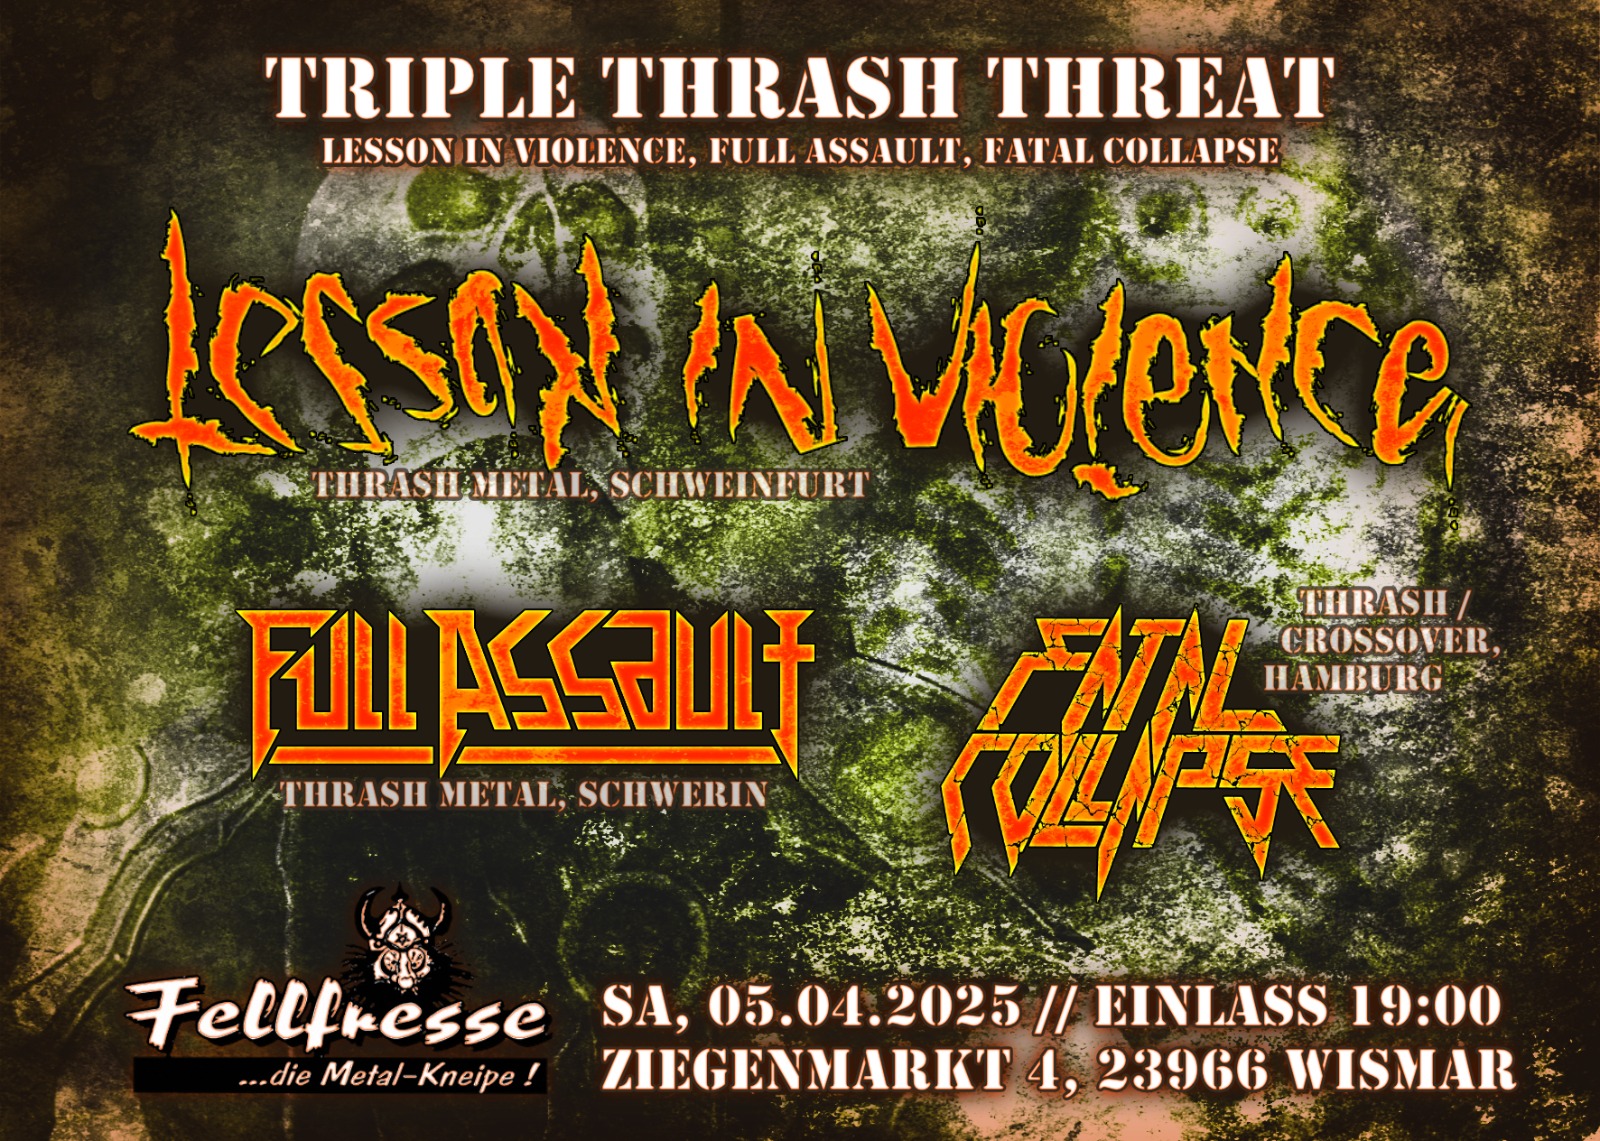 TRIPLE THRASH THREAT
LESSON IN VIOLENCE, FULL ASSAULT, FATAL COLLAPSE
LESSON IN VIOLENCE
THRASH METAL, SCHWEINFURT
FULL ASSAULT
THRASH METAL, SCHWERIN
FATAL
COLLAPSE
THRASH /
CROSSOVER,
HAMBURG
Fellfresse
...die Metal-Kneipe !
SA, 05.04.2025 // EINLASS 19:00
ZIEGENMARKT 4, 23966 WISMAR